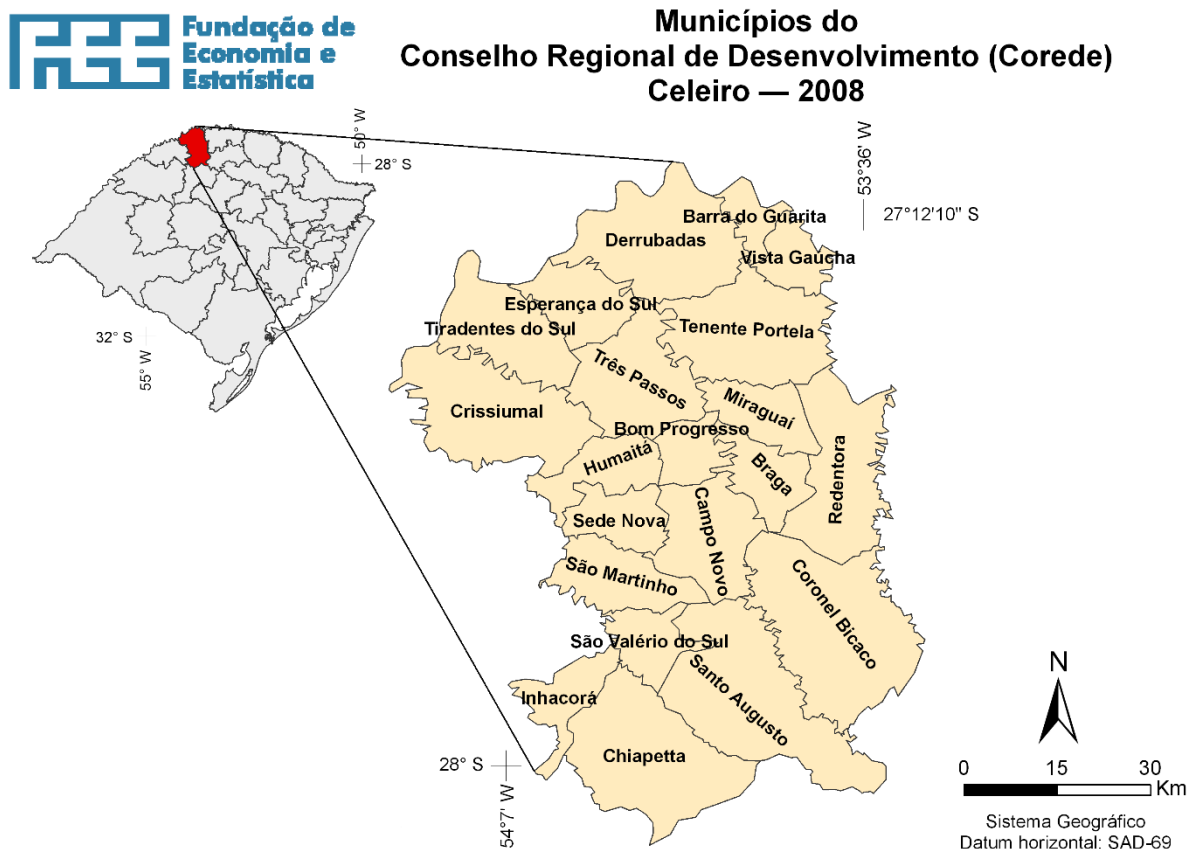 Fundação de
Economia e
Estatística
Municípios do
Conselho Regional de Desenvolvimento (Corede)
Celeiro — 2008
50° W
28° S
32° S
55° W
53°36' W
27°12'10" S
Barra do Guarita
Derrubadas
Vista Gaucha
Esperança do Sul
Tiradentes do Sul
Tenente Portela
Três Passos
Crissiumal
Miraguaí
Bom Progresso
Humaitá
Braga
Redentora
Sede Nova
Campo Novo
São Martinho
Coronel Bicaco
São Valério do Sul
Santo Augusto
Inhacorá
Chiapetta
28° S
54°7' W
N
0 15 30
Km
Sistema Geográfico
Datum horizontal: SAD-69